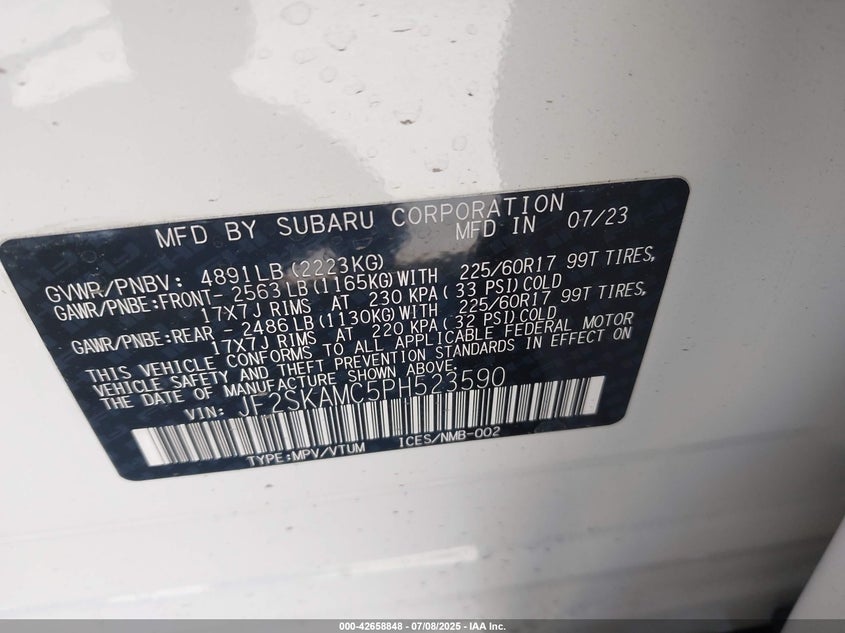 MFD BY SUBARU CORPORATION
MFD IN 07/23
GVWR/PNBV: 4891LB(2223KG)
GAWR/PNBE:FRONT- 2563LB(1165KG)WITH 225/60R17 99T TIRES,
17X7J RIMS AT 230 KPA(33 PSI)COLD
GAWR/PNBE:REAR - 2486LB(1130KG)WITH 225/60R17 99T TIRES,
17X7J RIMS AT 220 KPA(32 PSI)COLD
THIS VEHICLE CONFORMS TO ALL APPLICABLE FEDERAL MOTOR
VEHICLE SAFETY AND THEFT PREVENTION STANDARDS IN EFFECT ON
THE DATE OF MANUFACTURE SHOWN ABOVE.
VIN: JF2SKAMC5PH523590
TYPE:MPV/VTUM ICES/NMB-002
000-42658848 - 07/08/2025 - IAA Inc.